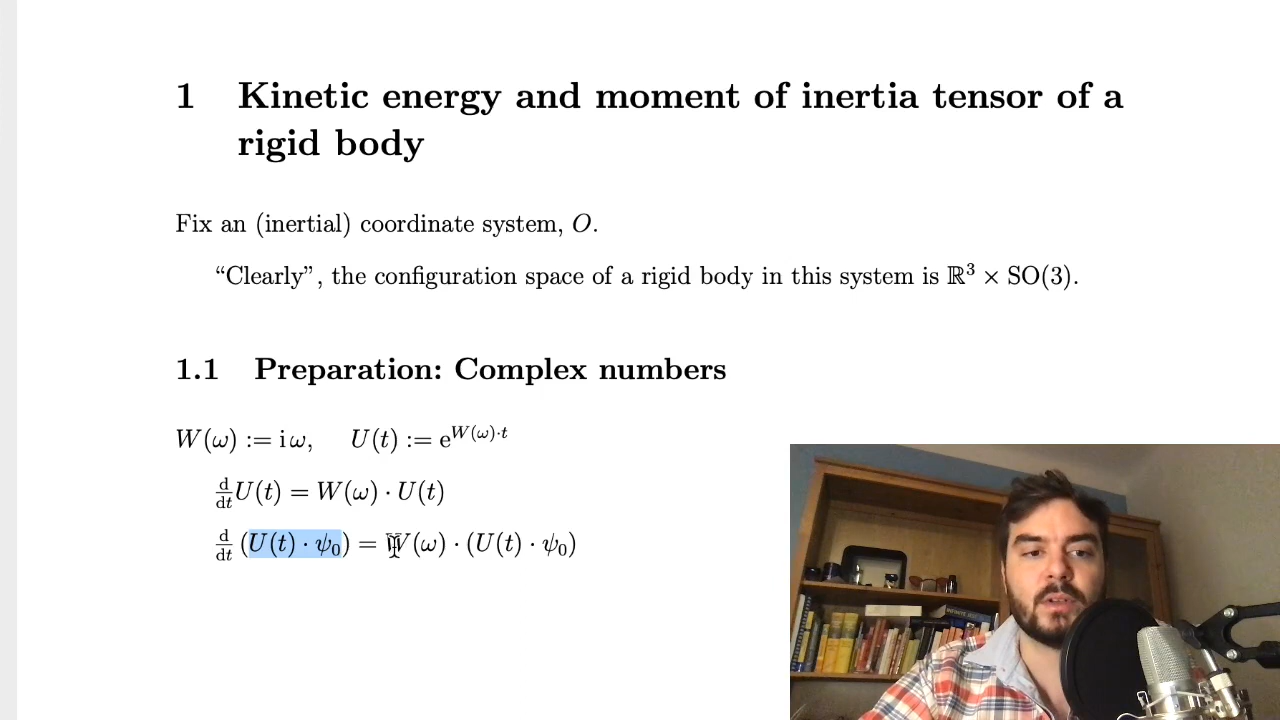 1 Kinetic energy and moment of inertia tensor of a
rigid body
Fix an (inertial) coordinate system, O.
“Clearly”, the configuration space of a rigid body in this system is ℝ³ × SO(3).
1.1 Preparation: Complex numbers
W(ω) := iω, U(t) := e^{W(ω)·t}
d/dt U(t) = W(ω) · U(t)
d/dt (U(t) · ψ₀) = W(ω) · (U(t) · ψ₀)